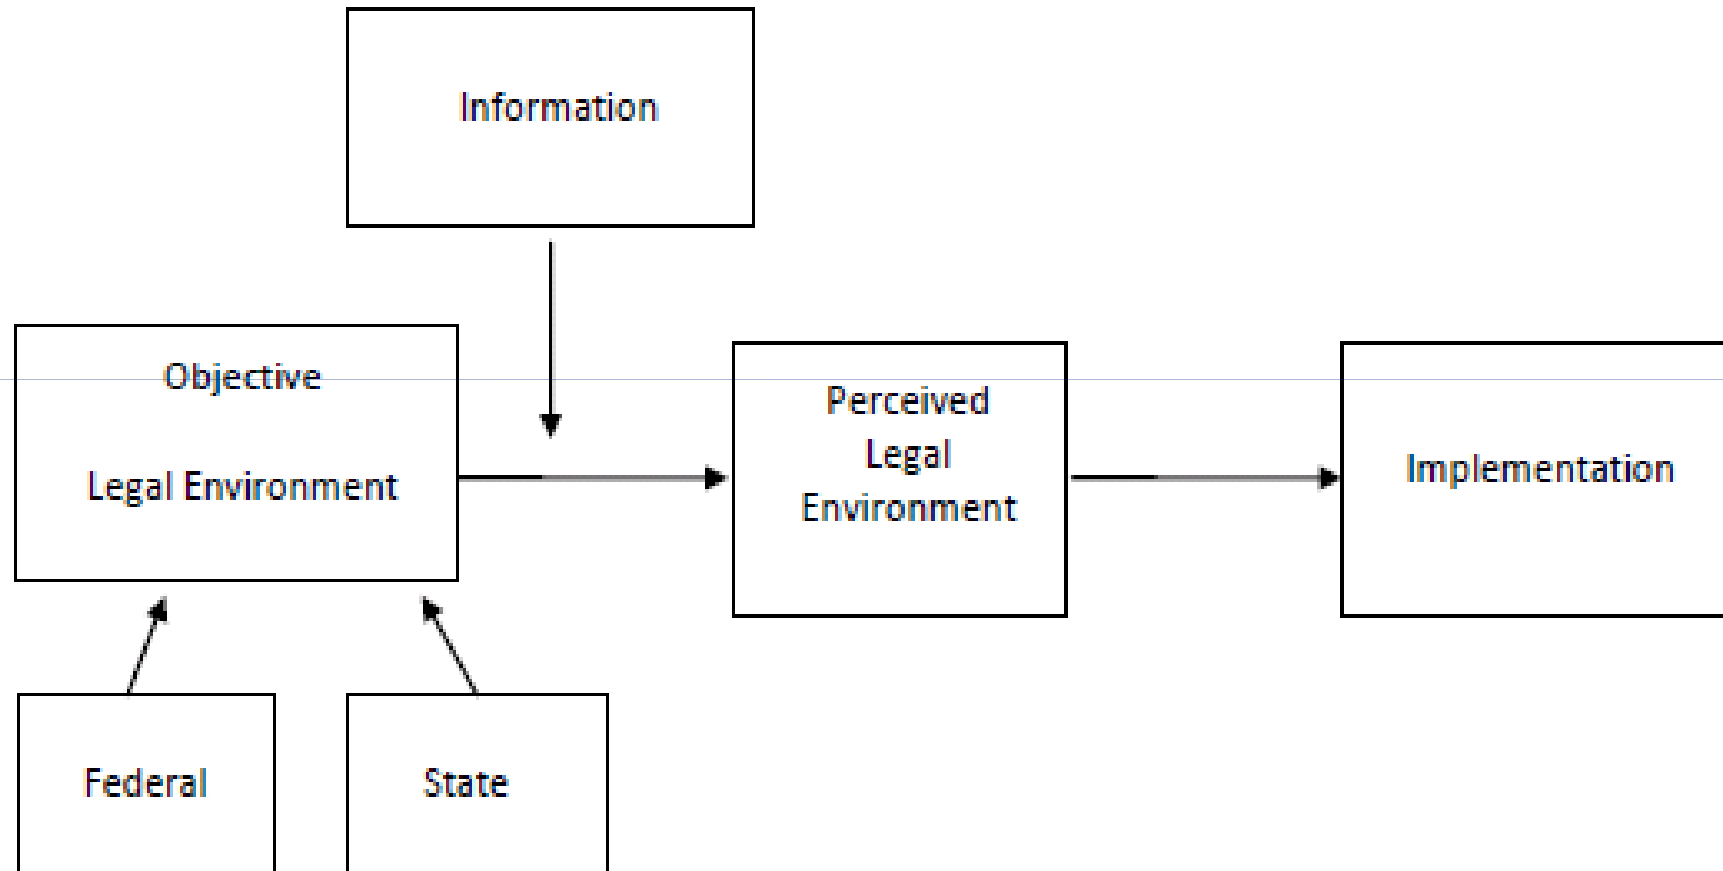 Information
Objective
Legal Environment
Perceived
Legal
Environment
Implementation
Federal
State